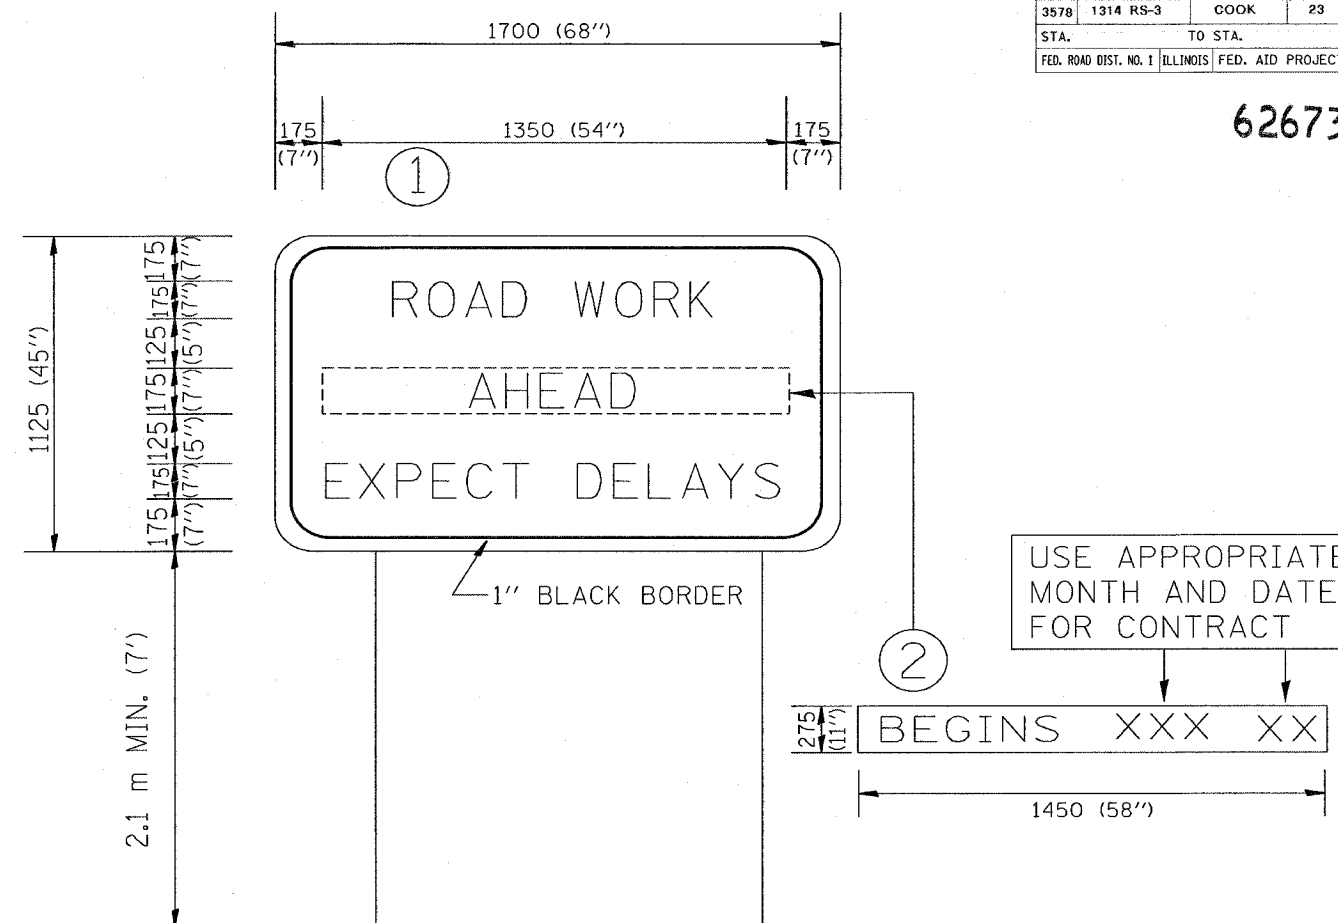 3578 1314 RS-3 COOK 23
STA. TO STA.
FED. ROAD DIST. NO. 1 ILLINOIS FED. AID PROJECT
62673
1700 (68")
175 (7")
1350 (54")
175 (7")
1
1125 (45")
175 (7")
175 (7")
125 (5")
175 (7")
125 (5")
175 (7")
175 (7")
ROAD WORK
AHEAD
EXPECT DELAYS
1" BLACK BORDER
2.1 m MIN. (7')
USE APPROPRIATE
MONTH AND DATE
FOR CONTRACT
2
275 (11")
BEGINS XXX XX
1450 (58")